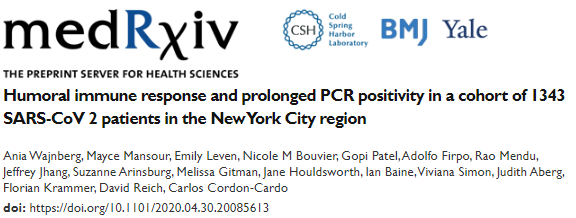 medRxiv
CSH
Cold
Spring
Harbor
Laboratory
BMJ
Yale
THE PREPRINT SERVER FOR HEALTH SCIENCES
Humoral immune response and prolonged PCR positivity in a cohort of 1343
SARS-CoV 2 patients in the New York City region
Ania Wajnberg, Mayce Mansour, Emily Leven, Nicole M Bouvier, Gopi Patel, Adolfo Firpo, Rao Mendu,
Jeffrey Jhang, Suzanne Arinsburg, Melissa Gitman, Jane Houldsworth, Ian Baine, Viviana Simon, Judith Aberg,
Florian Krammer, David Reich, Carlos Cordon-Cardo
doi: https://doi.org/10.1101/2020.04.30.20085613